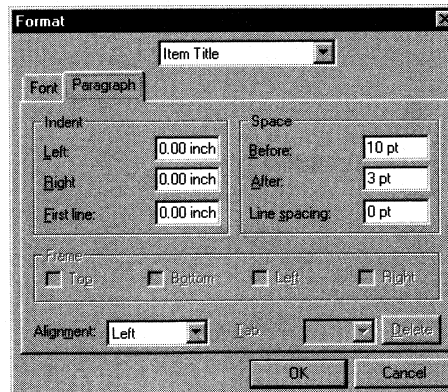 Format
Item Title
Font Paragraph
Indent Space
Left: 0.00 inch Before: 10 pt
Right 0.00 inch After: 3 pt
First line: 0.00 inch Line spacing: 0 pt
Frame
Top Bottom Left Right
Alignment: Left Tab Delete
OK Cancel